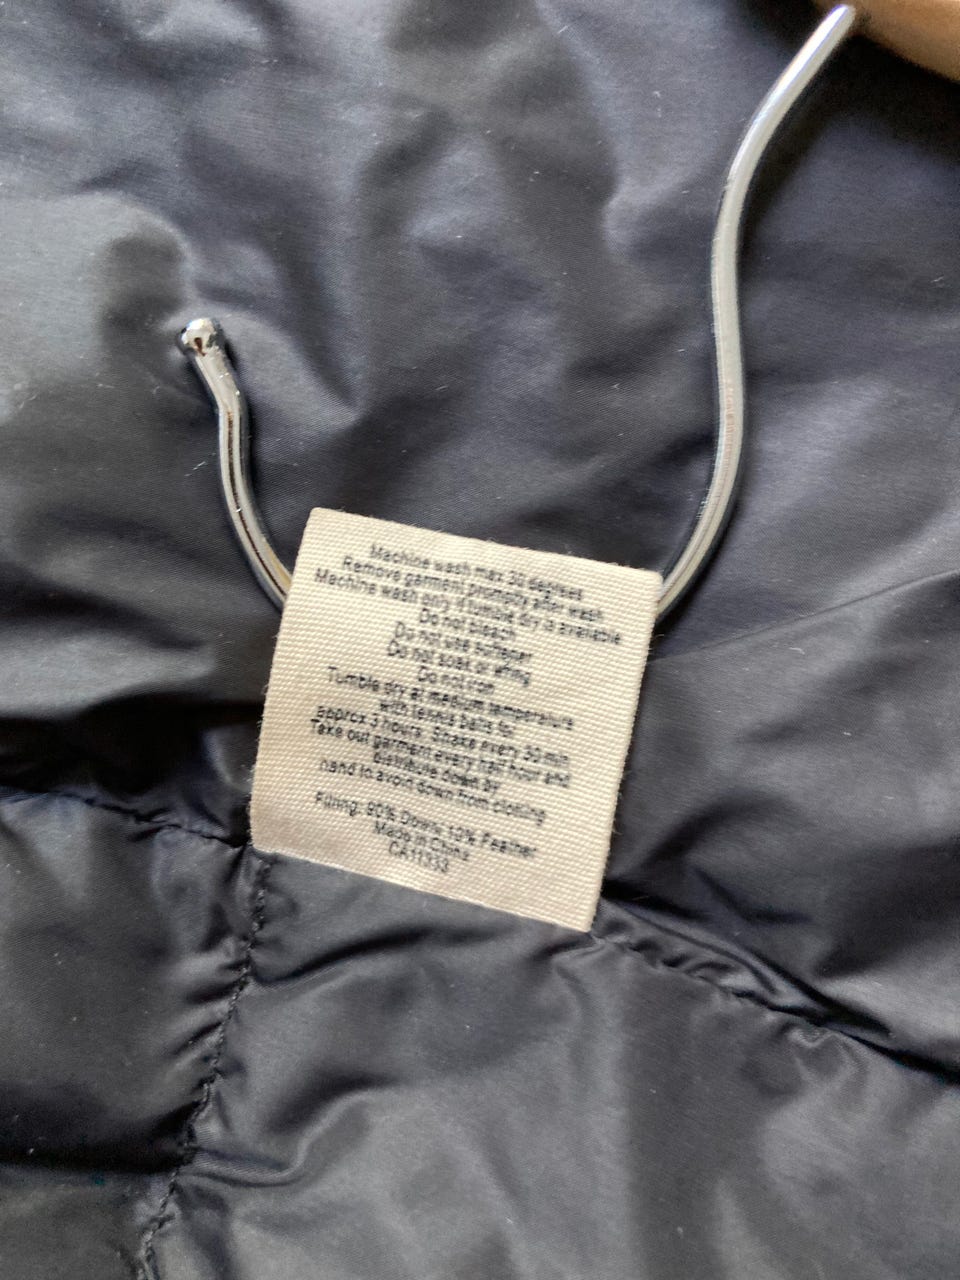 Machine wash max 30 degrees
Remove garment promptly after wash
Machine wash only if tumble dry is available
Do not bleach
Do not use softener
Do not soak or wring
Do not iron
Tumble dry at medium temperature
with tennis balls for
approx 3 hours. Shake every 30 min
Take out garment every half hour and
distribute down by
hand to avoid down from clotting
Filling: 90% Down, 10% Feather
Made in China
CA11333